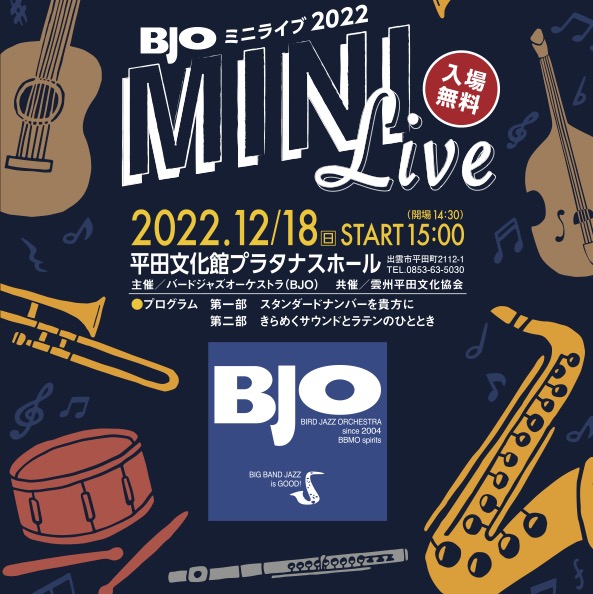 BJO ミニライブ 2022
MINI
Live
入場
無料
(開場14:30)
2022.12/18日 START 15:00
平田文化館プラタナスホール
出雲市平田町2112-1
TEL.0853-63-5030
主催／バードジャズオーケストラ(BJO) 共催／雲州平田文化協会
●プログラム 第一部 スタンダードナンバーを貴方に
第二部 きらめくサウンドとラテンのひととき
BJO
BIRD JAZZ ORCHESTRA
since 2004
BBMO spirits
BIG BAND JAZZ
is GOOD!